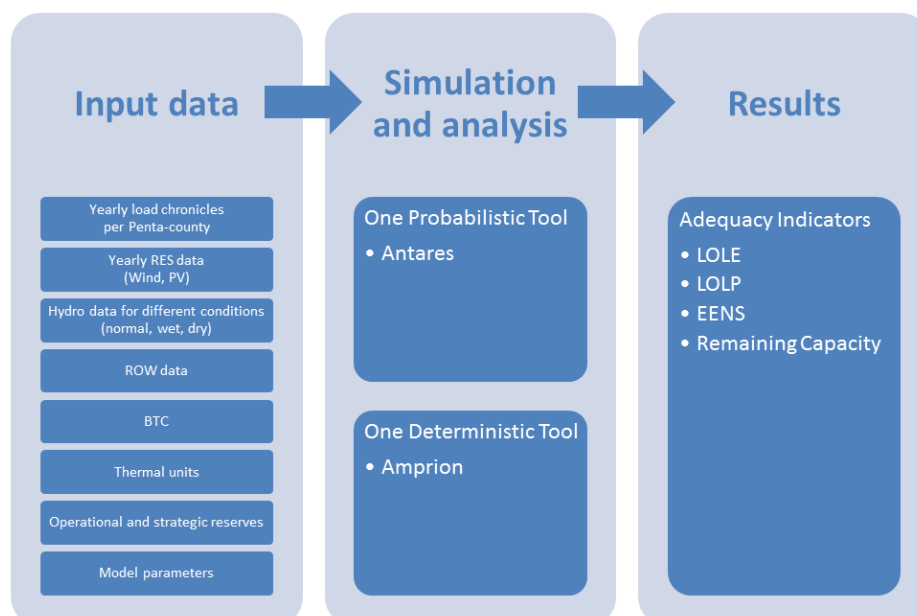 Input data
Yearly load chronicles
per Penta-county
Yearly RES data
(Wind, PV)
Hydro data for different conditions
(normal, wet, dry)
ROW data
BTC
Thermal units
Operational and strategic reserves
Model parameters
Simulation
and analysis
One Probabilistic Tool
• Antares
One Deterministic Tool
• Amprion
Results
Adequacy Indicators
• LOLE
• LOLP
• EENS
• Remaining Capacity